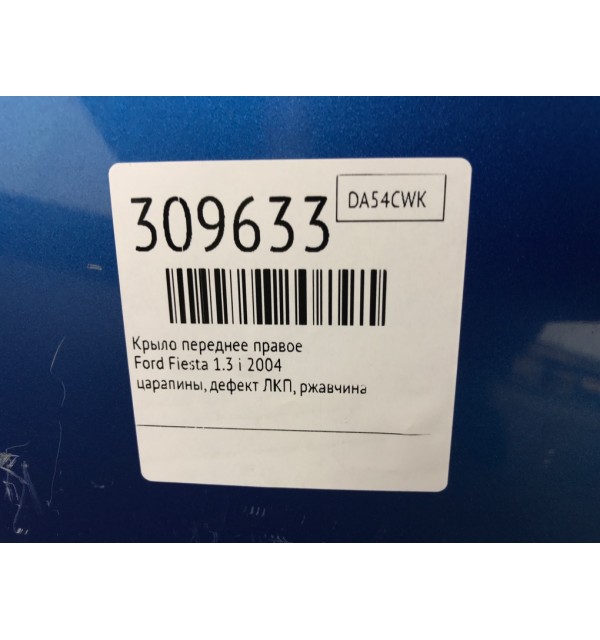 309633
DA54CWK
Крыло переднее правое
Ford Fiesta 1.3 i 2004
царапины, дефект ЛКП, ржавчина